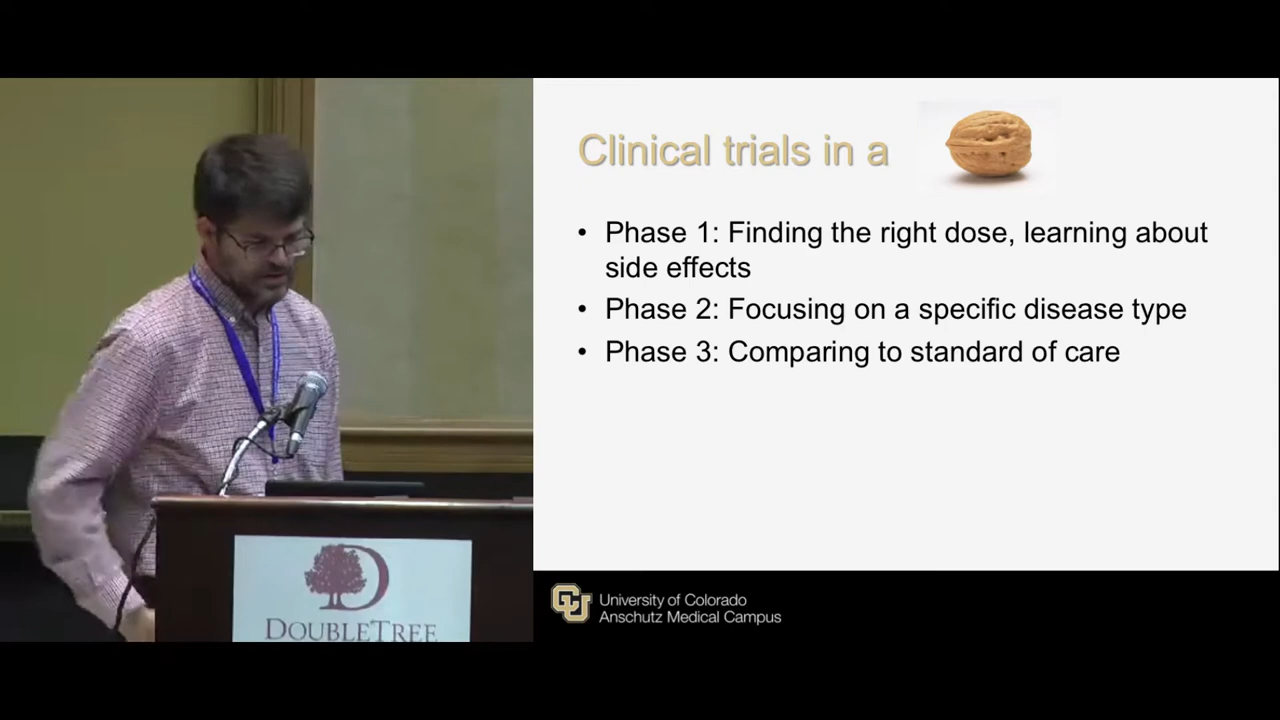 Clinical trials in a
• Phase 1: Finding the right dose, learning about
side effects
• Phase 2: Focusing on a specific disease type
• Phase 3: Comparing to standard of care
CU
University of Colorado
Anschutz Medical Campus
D
DOUBLETREE